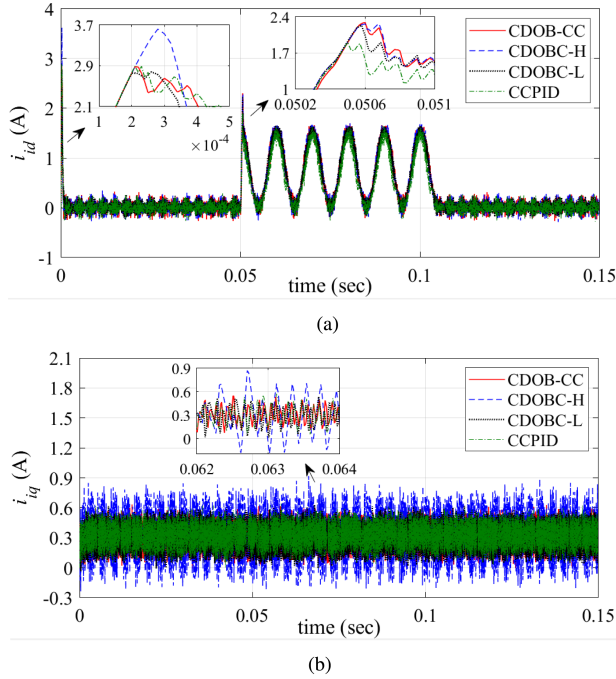 4
3
2
1
0
-1
i_id (A)
3.7
2.9
2.1
1 2 3 4 5
×10^-4
2.4
1.7
1
0.0502 0.0506 0.051
CDOB-CC
CDOBC-H
CDOBC-L
CCPID
0 0.05 0.1 0.15
time (sec)
(a)
2.1
1.8
1.5
1.2
0.9
0.6
0.3
0
-0.3
i_iq (A)
0.9
0.6
0.3
0
0.062 0.063 0.064
CDOB-CC
CDOBC-H
CDOBC-L
CCPID
0 0.05 0.1 0.15
time (sec)
(b)